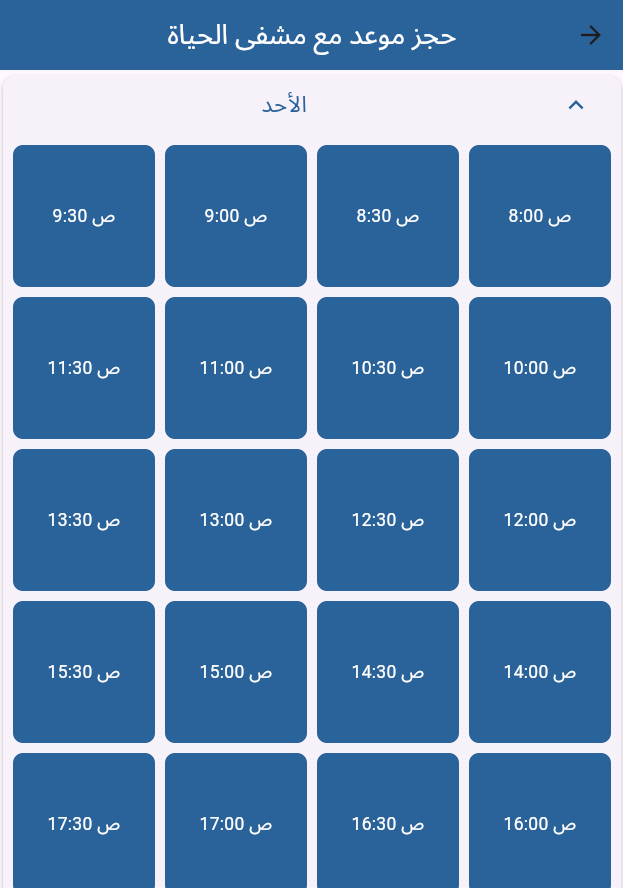 حجز موعد مع مشفى الحياة
الأحد
ص 8:00
ص 8:30
ص 9:00
ص 9:30
ص 10:00
ص 10:30
ص 11:00
ص 11:30
ص 12:00
ص 12:30
ص 13:00
ص 13:30
ص 14:00
ص 14:30
ص 15:00
ص 15:30
ص 16:00
ص 16:30
ص 17:00
ص 17:30